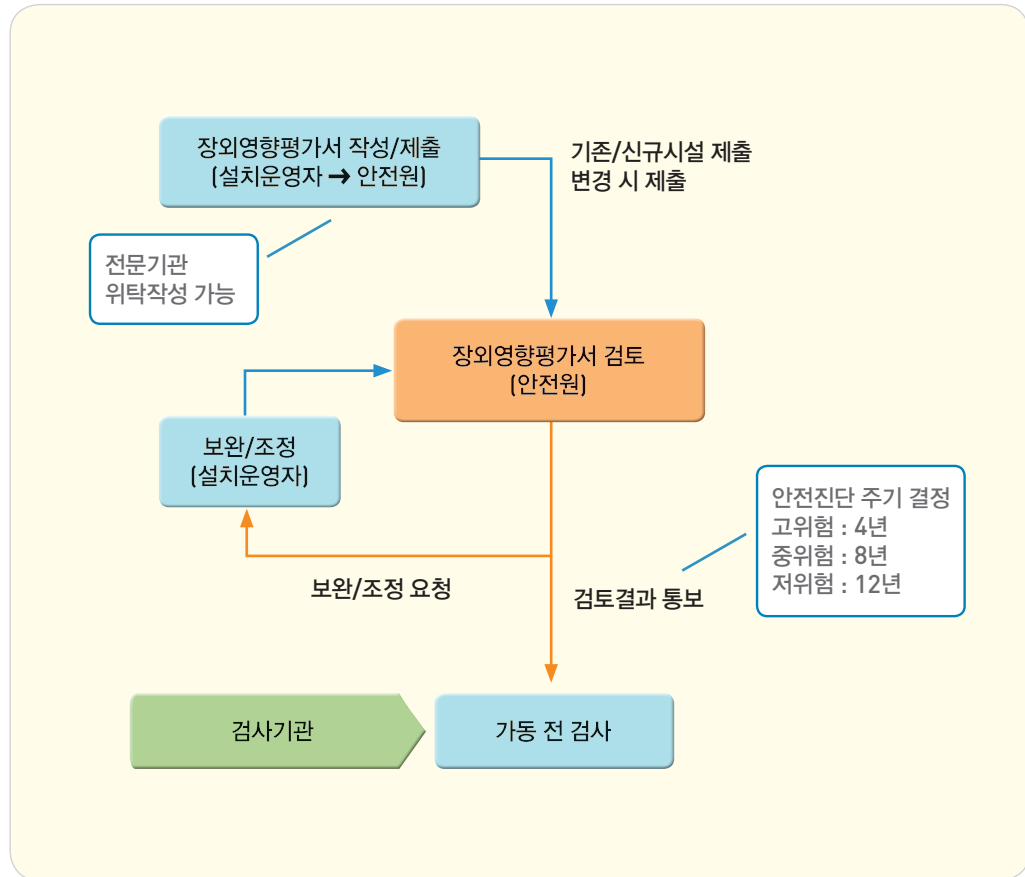 장외영향평가서 작성/제출
(설치운영자 → 안전원)
기존/신규시설 제출
변경 시 제출
전문기관
위탁작성 가능
장외영향평가서 검토
(안전원)
보완/조정
(설치운영자)
안전진단 주기 결정
고위험 : 4년
중위험 : 8년
저위험 : 12년
보완/조정 요청
검토결과 통보
검사기관
가동 전 검사